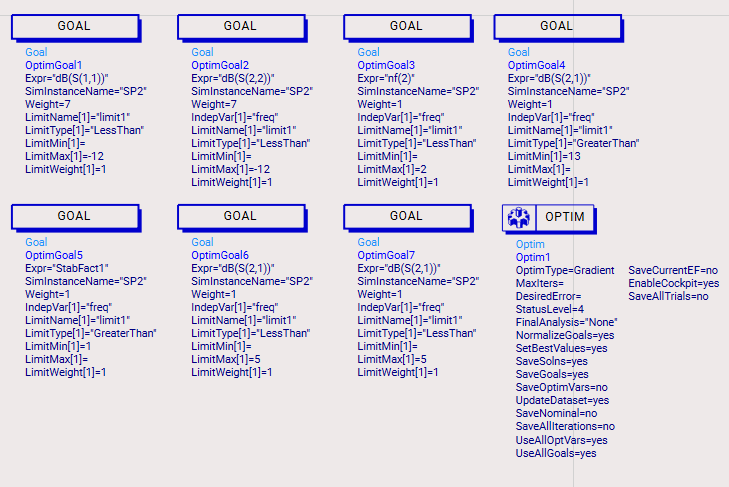 GOAL
Goal
OptimGoal1
Expr="dB(S(1,1))"
SimInstanceName="SP2"
Weight=7
LimitName[1]="limit1"
LimitType[1]="LessThan"
LimitMin[1]=
LimitMax[1]=-12
LimitWeight[1]=1
GOAL
Goal
OptimGoal2
Expr="dB(S(2,2))"
SimInstanceName="SP2"
Weight=7
IndepVar[1]="freq"
LimitName[1]="limit1"
LimitType[1]="LessThan"
LimitMin[1]=
LimitMax[1]=-12
LimitWeight[1]=1
GOAL
Goal
OptimGoal3
Expr="nf(2)"
SimInstanceName="SP2"
Weight=1
IndepVar[1]="freq"
LimitName[1]="limit1"
LimitType[1]="LessThan"
LimitMin[1]=
LimitMax[1]=2
LimitWeight[1]=1
GOAL
Goal
OptimGoal4
Expr="dB(S(2,1))"
SimInstanceName="SP2"
Weight=1
IndepVar[1]="freq"
LimitName[1]="limit1"
LimitType[1]="GreaterThan"
LimitMin[1]=13
LimitMax[1]=
LimitWeight[1]=1
GOAL
Goal
OptimGoal5
Expr="StabFact1"
SimInstanceName="SP2"
Weight=1
IndepVar[1]="freq"
LimitName[1]="limit1"
LimitType[1]="GreaterThan"
LimitMin[1]=1
LimitMax[1]=
LimitWeight[1]=1
GOAL
Goal
OptimGoal6
Expr="dB(S(2,1))"
SimInstanceName="SP2"
Weight=1
IndepVar[1]="freq"
LimitName[1]="limit1"
LimitType[1]="LessThan"
LimitMin[1]=
LimitMax[1]=5
LimitWeight[1]=1
GOAL
Goal
OptimGoal7
Expr="dB(S(2,1))"
SimInstanceName="SP2"
Weight=1
IndepVar[1]="freq"
LimitName[1]="limit1"
LimitType[1]="LessThan"
LimitMin[1]=
LimitMax[1]=5
LimitWeight[1]=1
OPTIM
Optim
Optim1
OptimType=Gradient
MaxIters=
DesiredError=
StatusLevel=4
FinalAnalysis="None"
NormalizeGoals=yes
SetBestValues=yes
SaveSolns=yes
SaveGoals=yes
SaveOptimVars=no
UpdateDataset=yes
SaveNominal=no
SaveAllIterations=no
UseAllOptVars=yes
UseAllGoals=yes
SaveCurrentEF=no
EnableCockpit=yes
SaveAllTrials=no